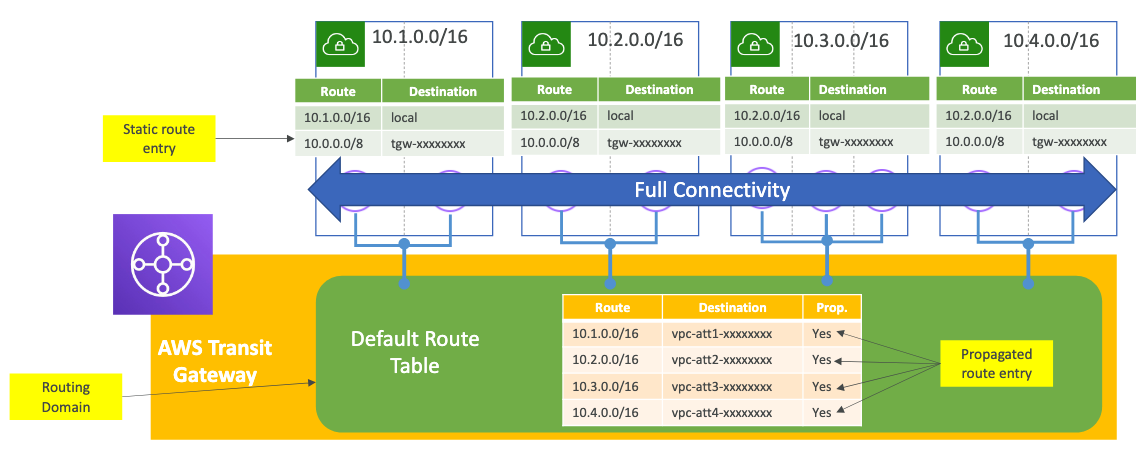 10.1.0.0/16
10.2.0.0/16
10.3.0.0/16
10.4.0.0/16
Route Destination
10.1.0.0/16 local
10.0.0.0/8 tgw-xxxxxxxx
Route Destination
10.2.0.0/16 local
10.0.0.0/8 tgw-xxxxxxxx
Route Destination
10.2.0.0/16 local
10.0.0.0/8 tgw-xxxxxxxx
Route Destination
10.2.0.0/16 local
10.0.0.0/8 tgw-xxxxxxxx
Static route
entry
Full Connectivity
AWS Transit
Gateway
Routing
Domain
Default Route
Table
Route Destination Prop.
10.1.0.0/16 vpc-att1-xxxxxxxx Yes
10.2.0.0/16 vpc-att2-xxxxxxxx Yes
10.3.0.0/16 vpc-att3-xxxxxxxx Yes
10.4.0.0/16 vpc-att4-xxxxxxxx Yes
Propagated
route entry